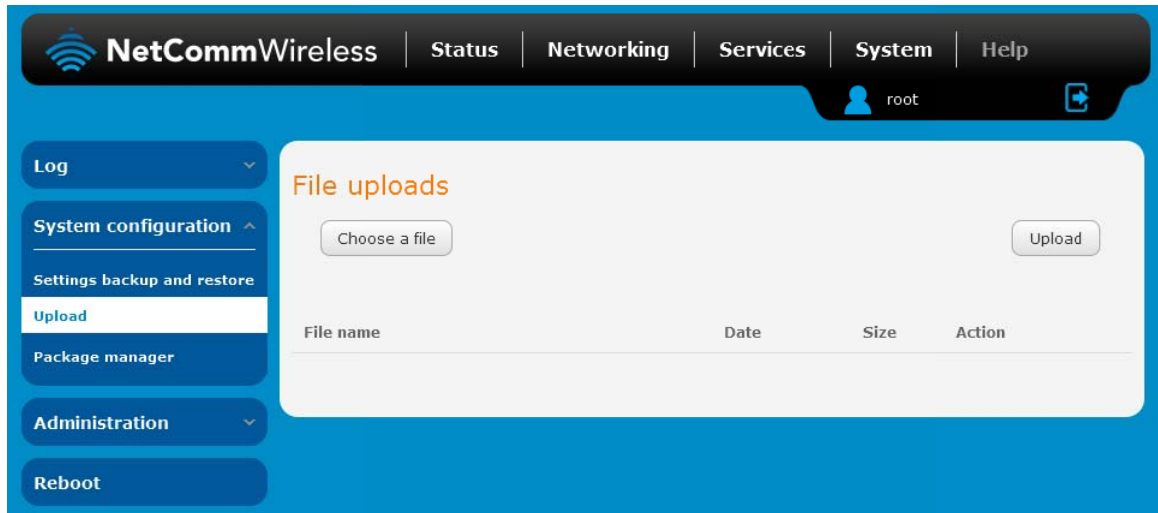 NetCommWireless Status Networking Services System Help
root
Log
System configuration
Settings backup and restore
Upload
Package manager
Administration
Reboot
File uploads
Choose a file Upload
File name Date Size Action